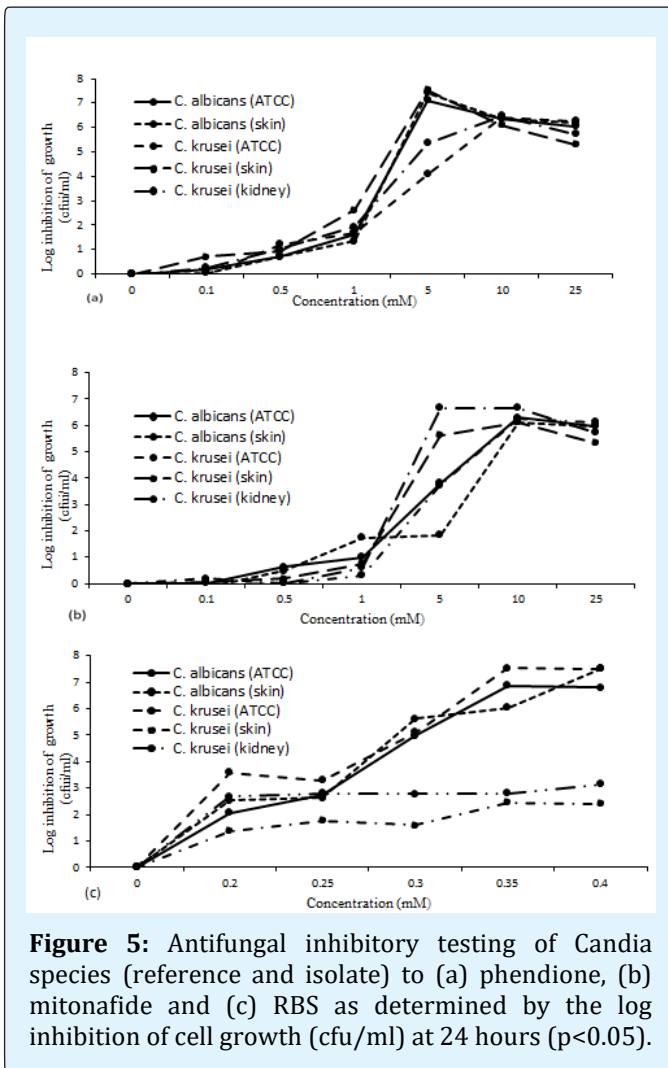 8
7
6
5
4
3
2
1
0
Log inhibition of growth
(cfu/ml)
C. albicans (ATCC)
C. albicans (skin)
C. krusei (ATCC)
C. krusei (skin)
C. krusei (kidney)
0 0.1 0.5 1 5 10 25
Concentration (mM)
(a)
8
7
6
5
4
3
2
1
0
Log inhibition of growth
(cfu/ml)
C. albicans (ATCC)
C. albicans (skin)
C. krusei (ATCC)
C. krusei (skin)
C. krusei (kidney)
0 0.1 0.5 1 5 10 25
Concentration (mM)
(b)
8
7
6
5
4
3
2
1
0
Log inhibition of growth
(cfu/ml)
C. albicans (ATCC)
C. albicans (skin)
C. krusei (ATCC)
C. krusei (skin)
C. krusei (kidney)
0 0.2 0.25 0.3 0.35 0.4
Concentration (mM)
(c)
Figure 5: Antifungal inhibitory testing of Candia
species (reference and isolate) to (a) phendione, (b)
mitonafide and (c) RBS as determined by the log
inhibition of cell growth (cfu/ml) at 24 hours (p<0.05).